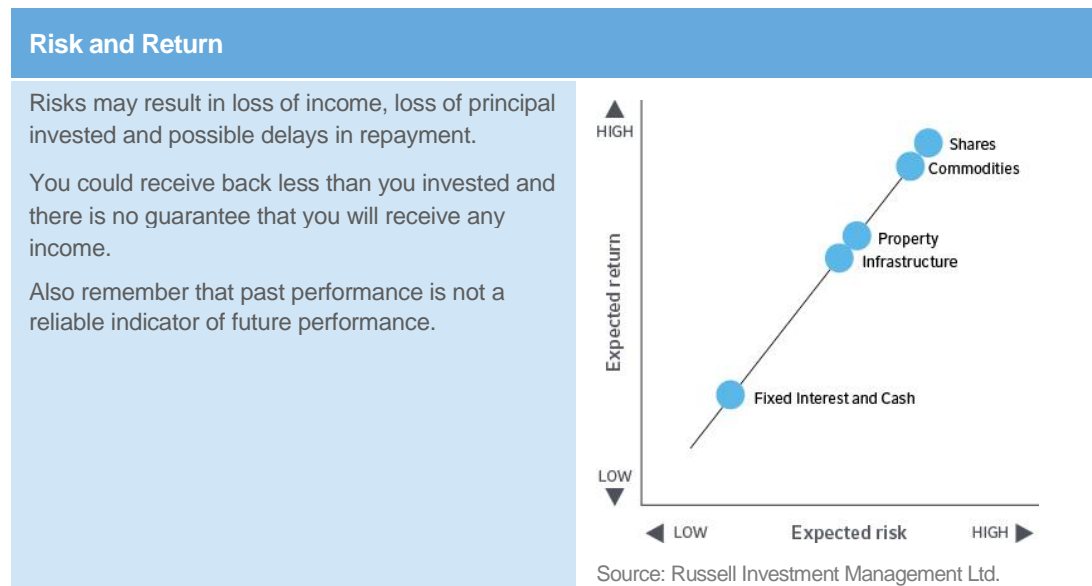 Risk and Return
Risks may result in loss of income, loss of principal
invested and possible delays in repayment.
You could receive back less than you invested and
there is no guarantee that you will receive any
income.
Also remember that past performance is not a
reliable indicator of future performance.
HIGH
Shares
Commodities
Property
Infrastructure
Expected return
Fixed Interest and Cash
LOW
LOW Expected risk HIGH
Source: Russell Investment Management Ltd.